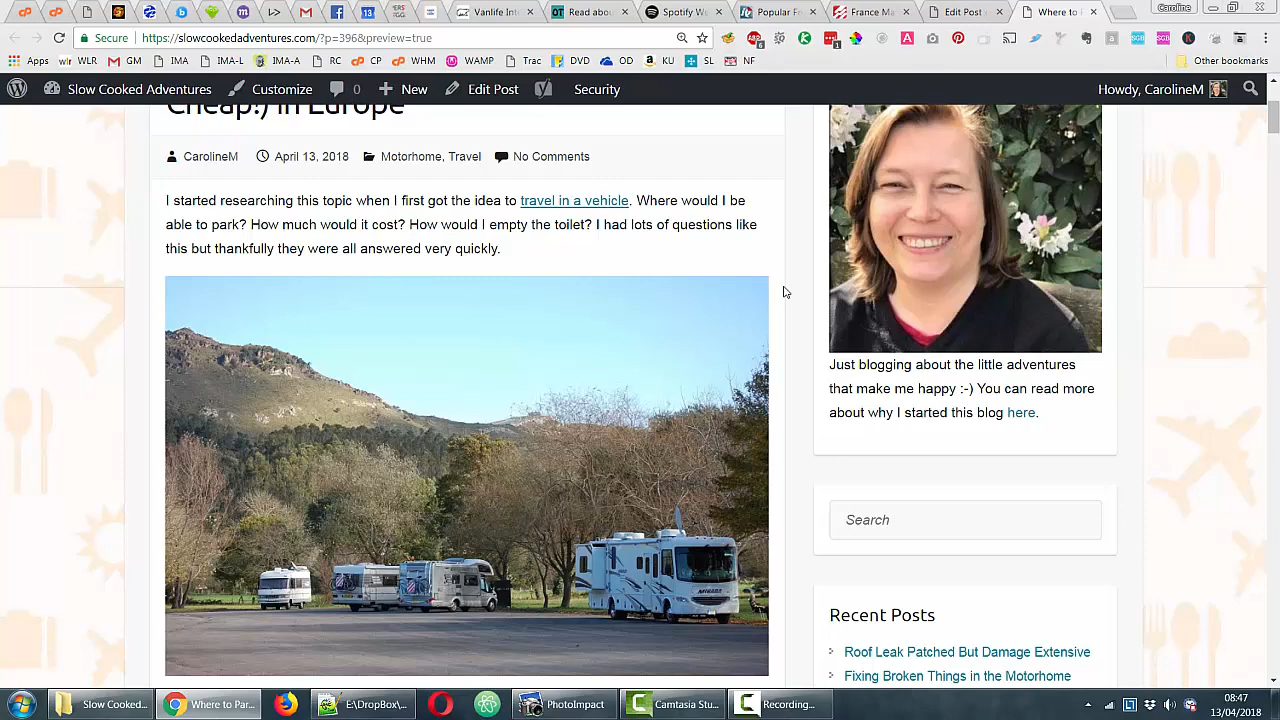 Caroline
Vanlife Int
Read abou
Spotify We
Popular F
France Ma
Edit Post
Where to
Secure
https://slowcookedadventures.com/?p=396&preview=true
Apps
WLR
GM
IMA
IMA-L
IMA-A
RC
CP
WHM
WAMP
Trac
DVD
OD
KU
SL
NF
Other bookmarks
Slow Cooked Adventures
Customize
0
New
Edit Post
Security
Howdy, CarolineM
Cheap!) in Europe
CarolineM
April 13, 2018
Motorhome, Travel
No Comments
I started researching this topic when I first got the idea to travel in a vehicle. Where would I be
able to park? How much would it cost? How would I empty the toilet? I had lots of questions like
this but thankfully they were all answered very quickly.
Just blogging about the little adventures
that make me happy :-) You can read more
about why I started this blog here.
Search
Recent Posts
Roof Leak Patched But Damage Extensive
Fixing Broken Things in the Motorhome
Slow Cooked...
Where to Par...
E:\DropBox\...
PhotoImpact
Camtasia Stu...
Recording...
08:47
13/04/2018